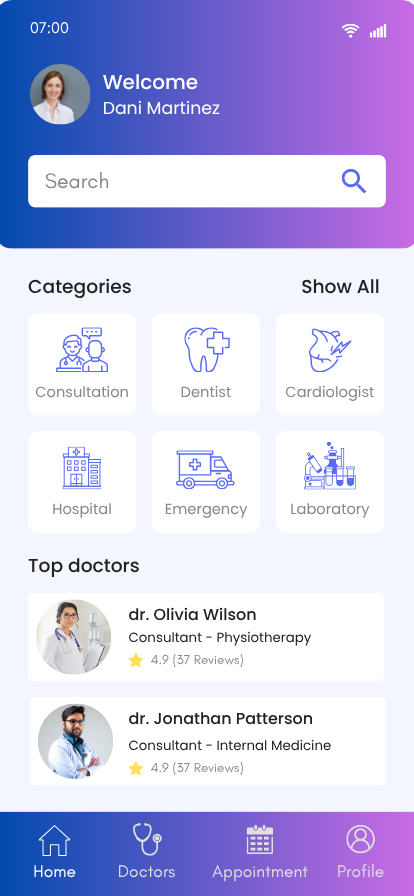 07:00
Welcome
Dani Martinez
Search
Categories
Show All
Consultation
Dentist
Cardiologist
Hospital
Emergency
Laboratory
Top doctors
dr. Olivia Wilson
Consultant - Physiotherapy
4.9 (37 Reviews)
dr. Jonathan Patterson
Consultant - Internal Medicine
4.9 (37 Reviews)
Home
Doctors
Appointment
Profile